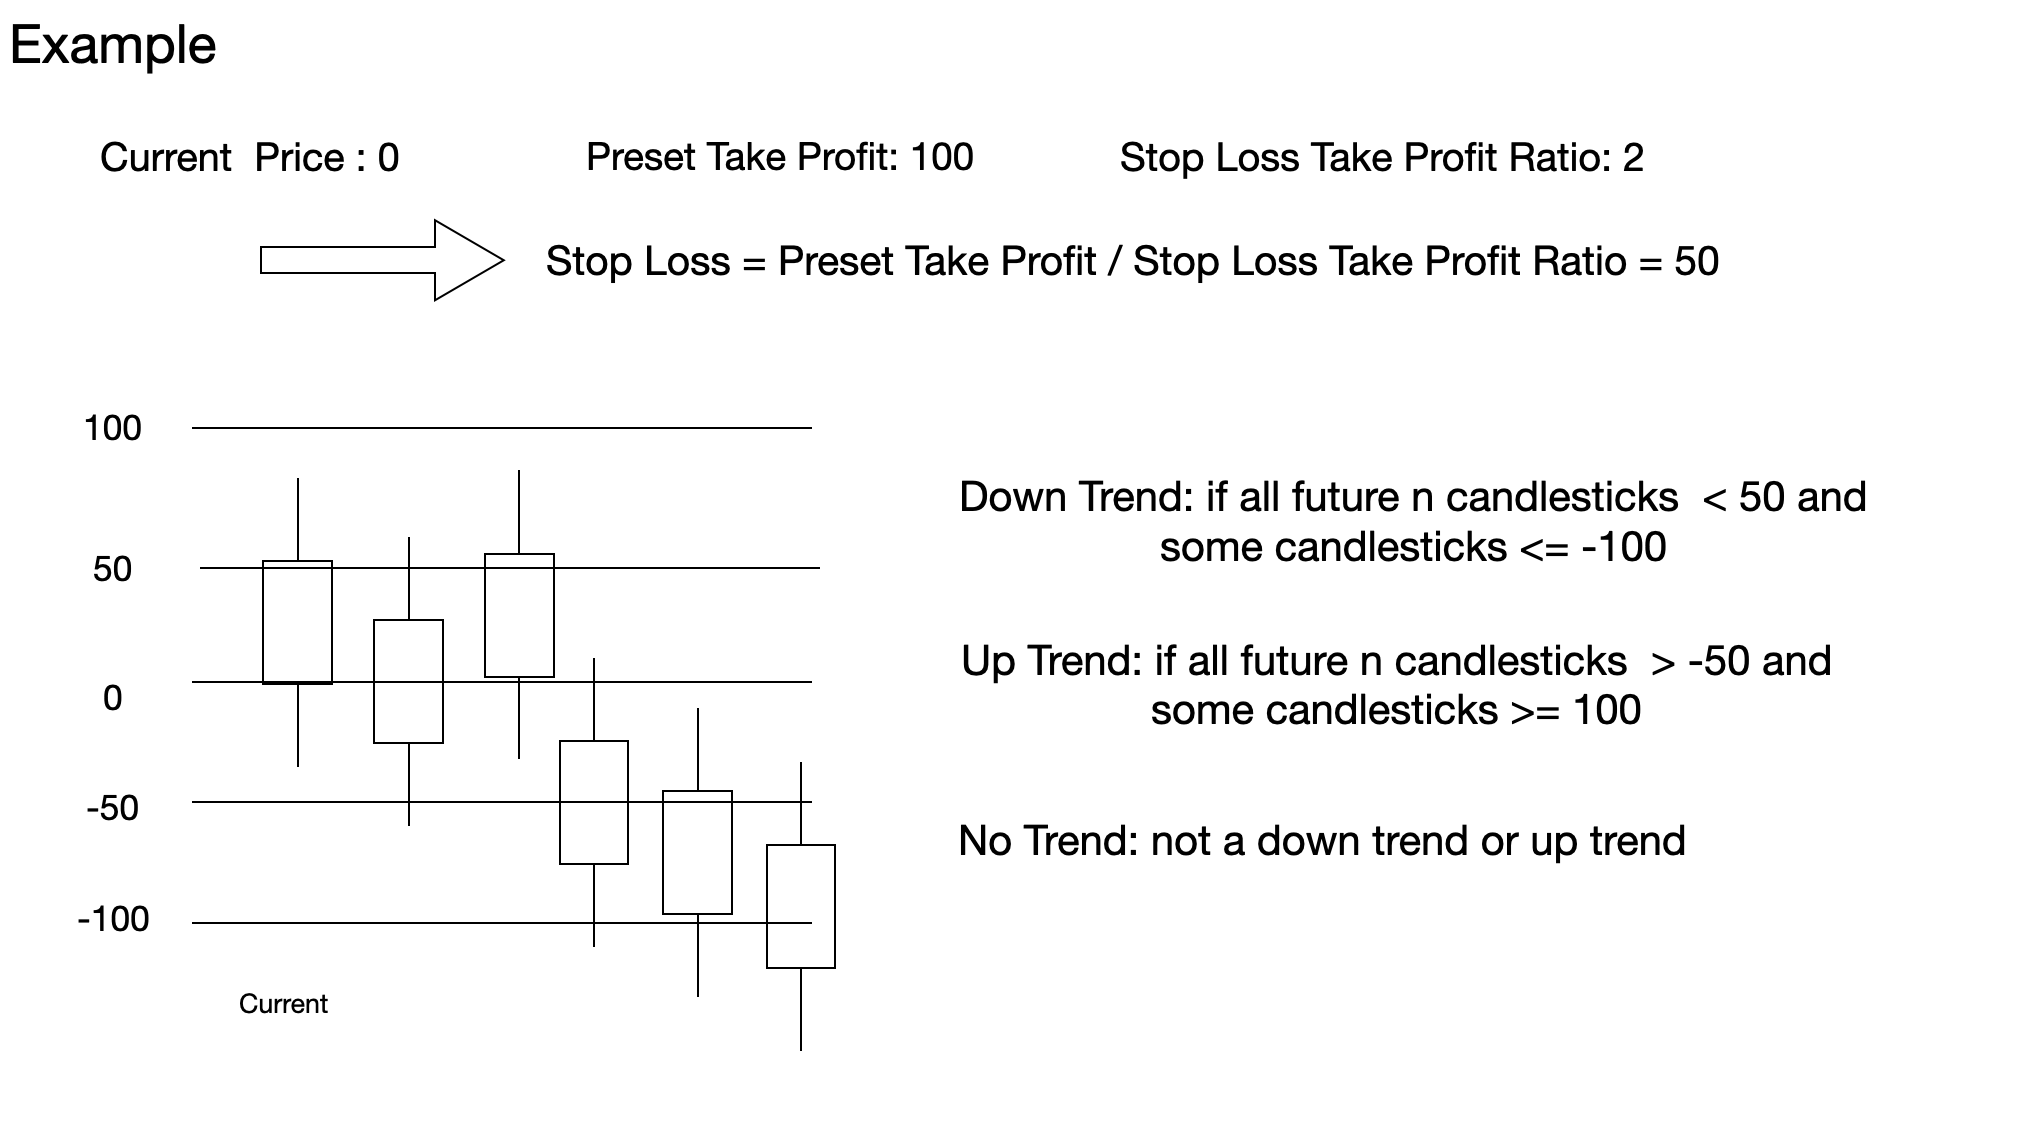 Example
Current Price : 0
Preset Take Profit: 100
Stop Loss Take Profit Ratio: 2
Stop Loss = Preset Take Profit / Stop Loss Take Profit Ratio = 50
100
50
0
-50
-100
Current
Down Trend: if all future n candlesticks < 50 and
some candlesticks <= -100
Up Trend: if all future n candlesticks > -50 and
some candlesticks >= 100
No Trend: not a down trend or up trend